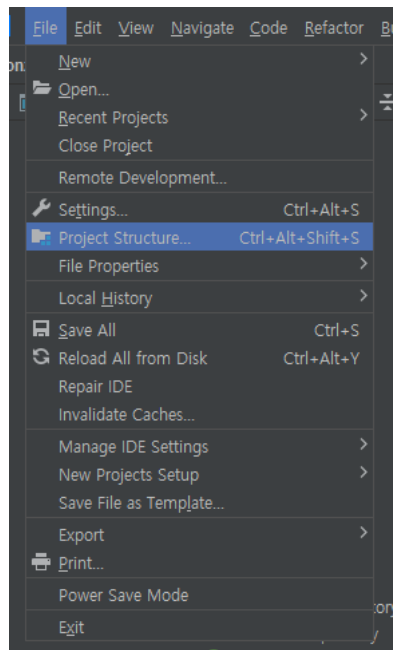 File Edit View Navigate Code Refactor
New
Open...
Recent Projects
Close Project
Remote Development...
Settings... Ctrl+Alt+S
Project Structure... Ctrl+Alt+Shift+S
File Properties
Local History
Save All Ctrl+S
Reload All from Disk Ctrl+Alt+Y
Repair IDE
Invalidate Caches...
Manage IDE Settings
New Projects Setup
Save File as Template...
Export
Print...
Power Save Mode
Exit